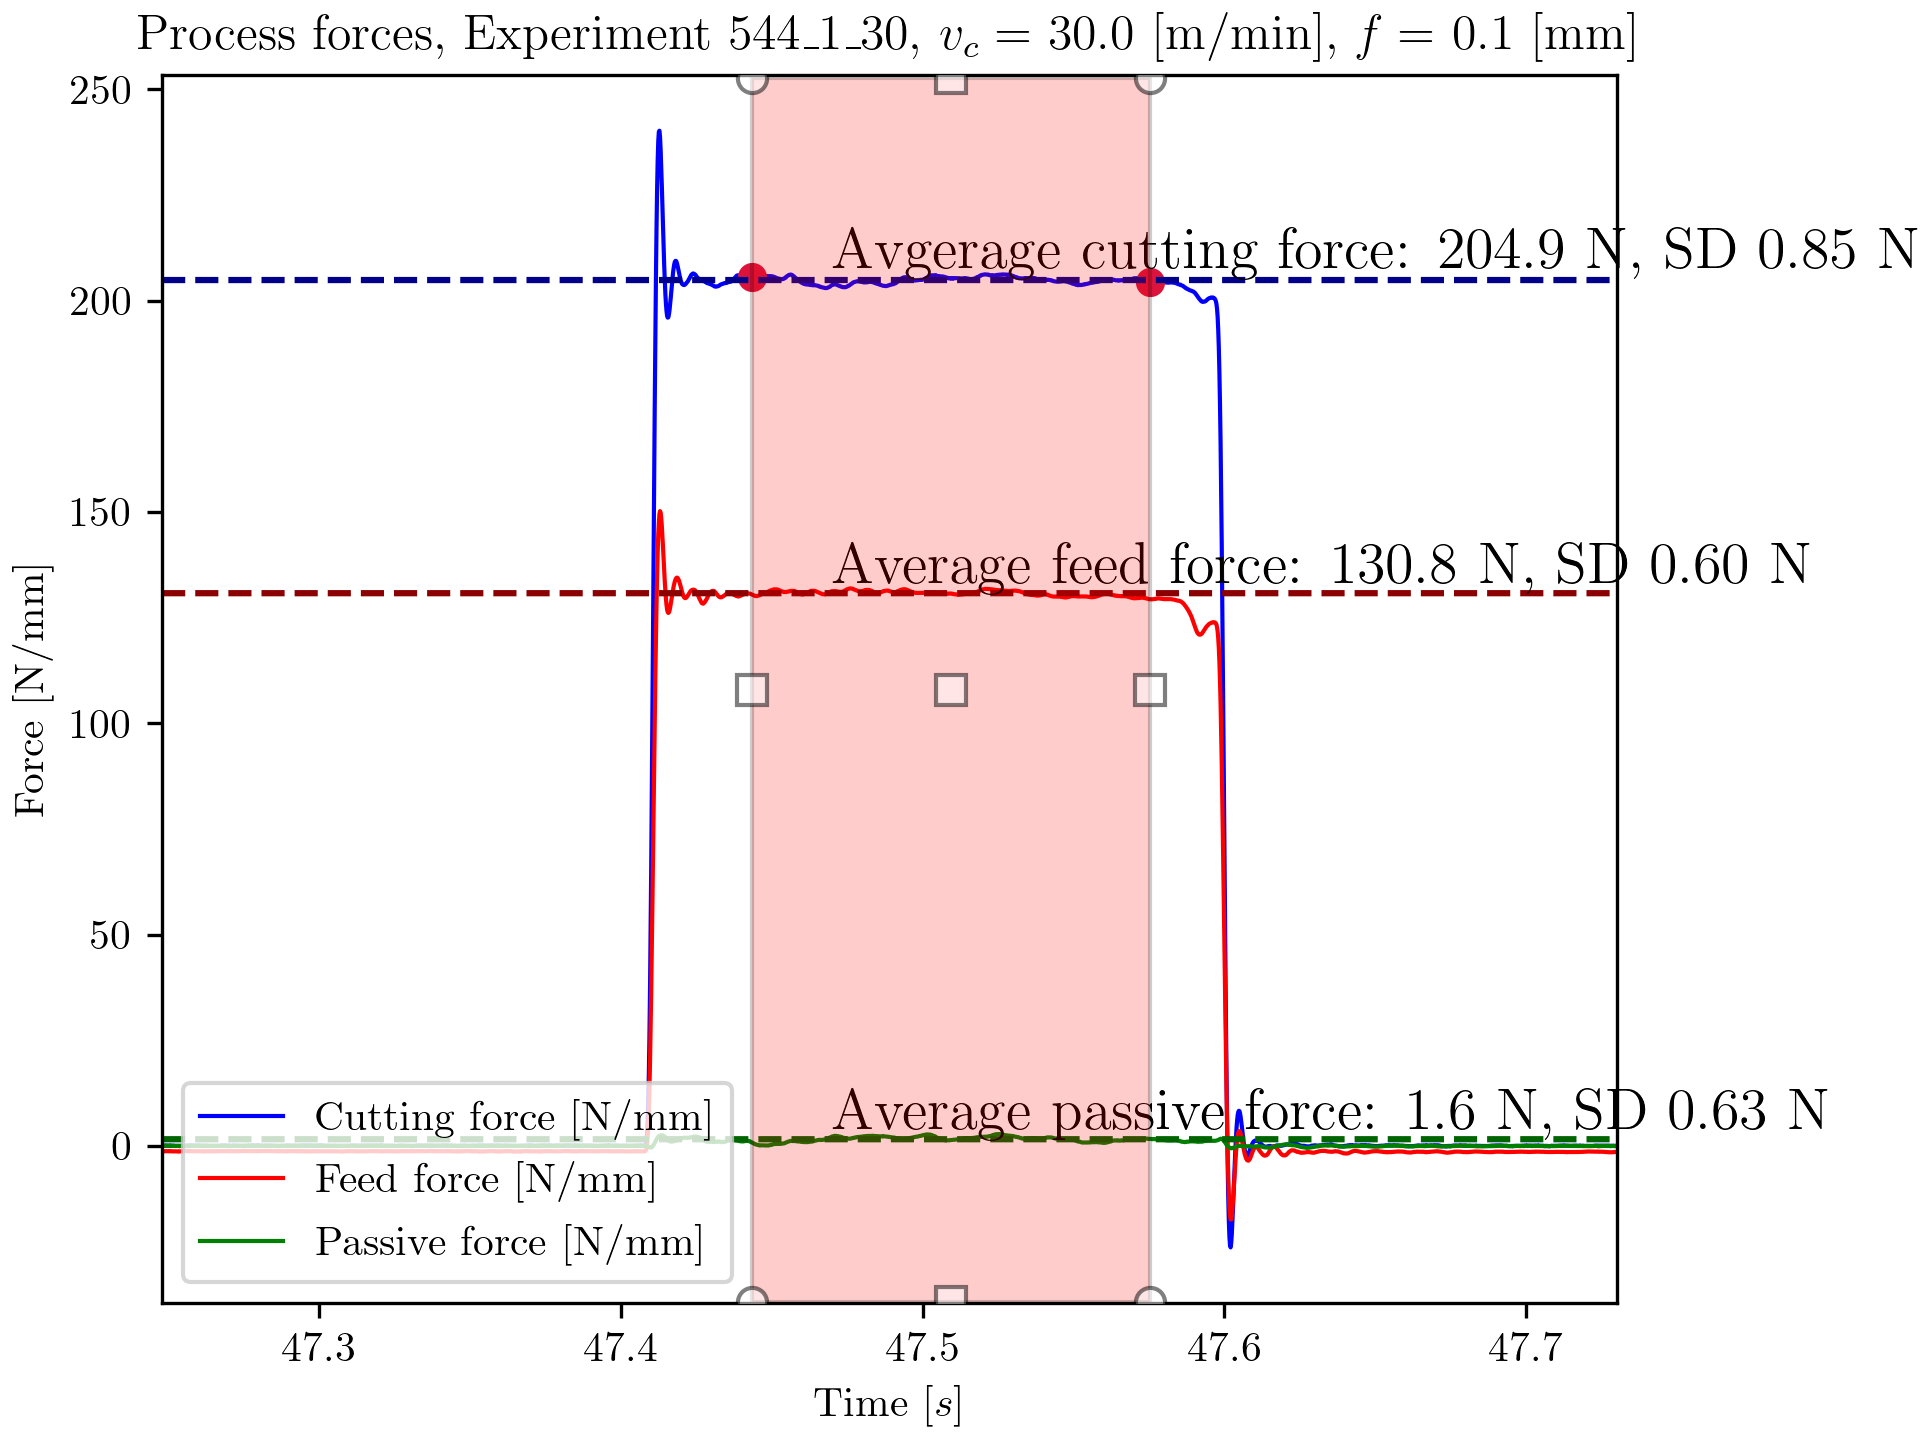 Process forces, Experiment 544_1_30, v_c = 30.0 [m/min], f = 0.1 [mm]
250
200
150
100
50
0
Force [N/mm]
Avgerage cutting force: 204.9 N, SD 0.85 N
Average feed force: 130.8 N, SD 0.60 N
Average passive force: 1.6 N, SD 0.63 N
Cutting force [N/mm]
Feed force [N/mm]
Passive force [N/mm]
47.3 47.4 47.5 47.6 47.7
Time [s]